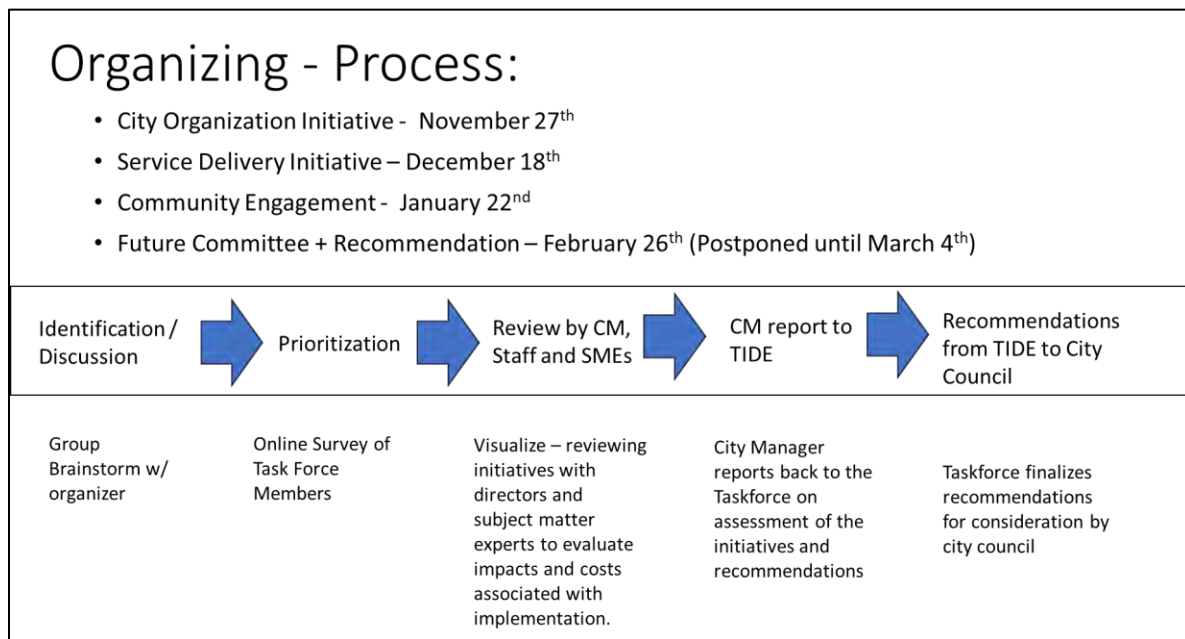 Organizing - Process:
• City Organization Initiative - November 27th
• Service Delivery Initiative – December 18th
• Community Engagement - January 22nd
• Future Committee + Recommendation – February 26th (Postponed until March 4th)
Identification /
Discussion
Prioritization
Review by CM,
Staff and SMEs
CM report to
TIDE
Recommendations
from TIDE to City
Council
Group
Brainstorm w/
organizer
Online Survey of
Task Force
Members
Visualize – reviewing
initiatives with
directors and
subject matter
experts to evaluate
impacts and costs
associated with
implementation.
City Manager
reports back to the
Taskforce on
assessment of the
initiatives and
recommendations
Taskforce finalizes
recommendations
for consideration by
city council